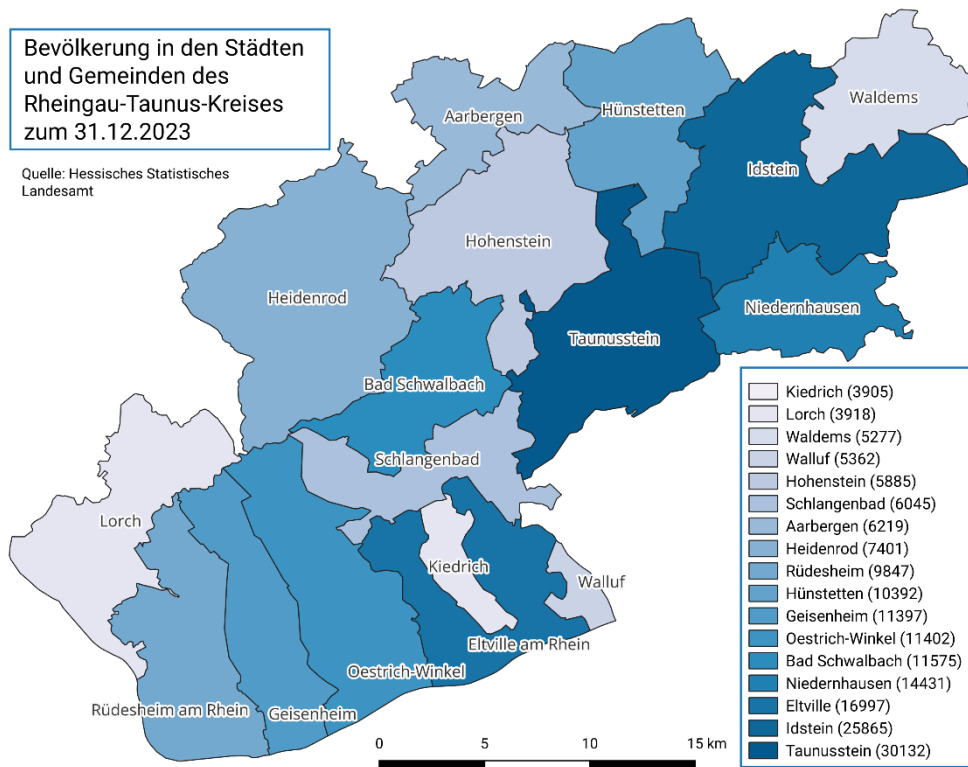 Bevölkerung in den Städten
und Gemeinden des
Rheingau-Taunus-Kreises
zum 31.12.2023
Quelle: Hessisches Statistisches
Landesamt
Waldems
Hünstetten
Aarbergen
Idstein
Hohenstein
Heidenrod
Niedernhausen
Taunusstein
Bad Schwalbach
Schlangenbad
Lorch
Kiedrich
Walluf
Eltville am Rhein
Oestrich-Winkel
Rüdesheim am Rhein
Geisenheim
Kiedrich (3905)
Lorch (3918)
Waldems (5277)
Walluf (5362)
Hohenstein (5885)
Schlangenbad (6045)
Aarbergen (6219)
Heidenrod (7401)
Rüdesheim (9847)
Hünstetten (10392)
Geisenheim (11397)
Oestrich-Winkel (11402)
Bad Schwalbach (11575)
Niedernhausen (14431)
Eltville (16997)
Idstein (25865)
Taunusstein (30132)
0 5 10 15 km